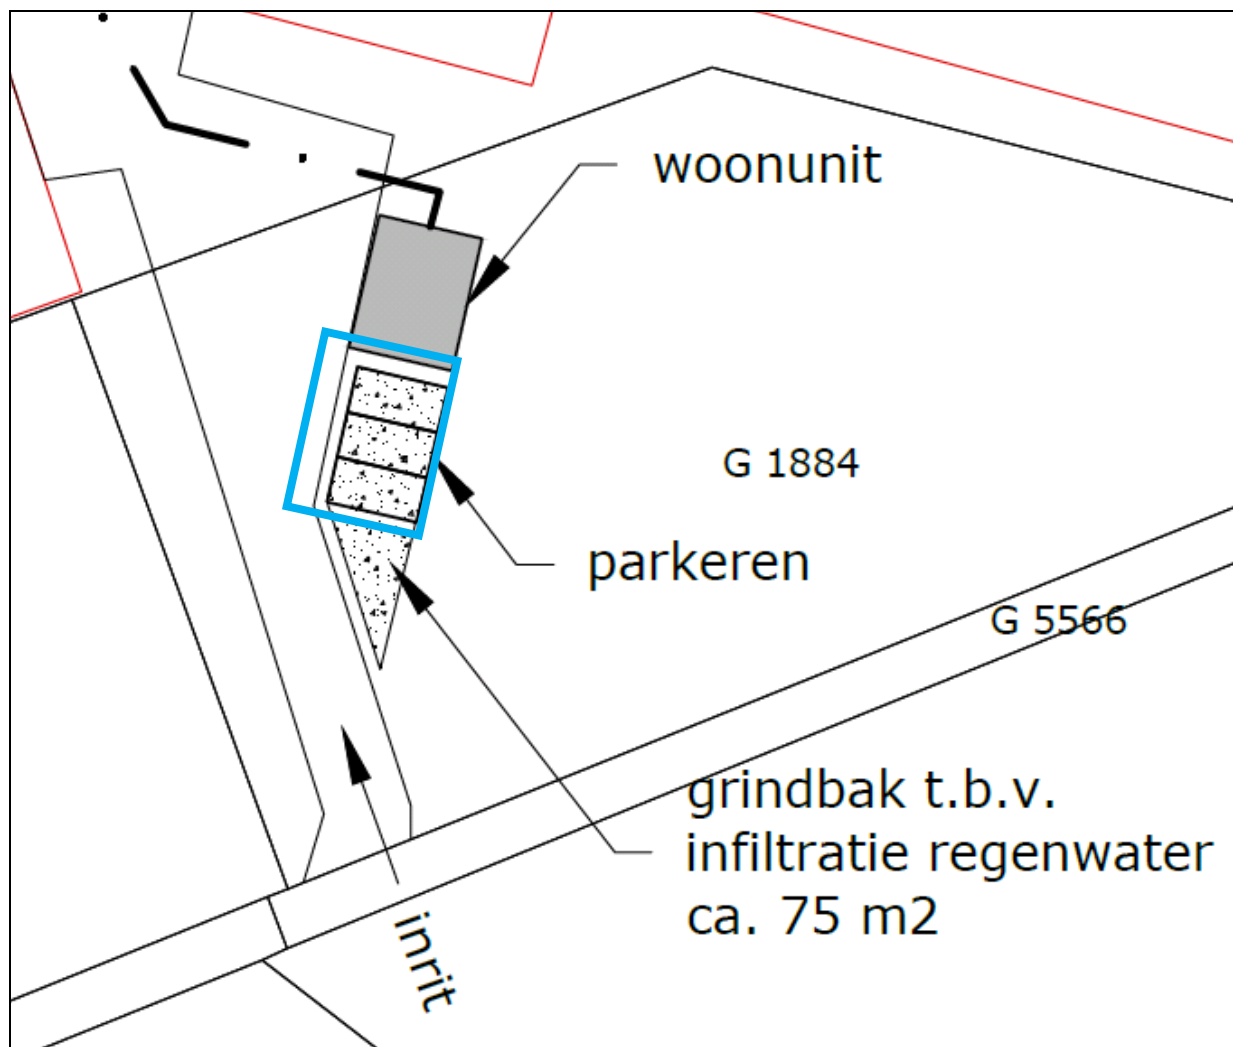 woonunit
G 1884
parkeren
G 5566
grindbak t.b.v.
infiltratie regenwater
ca. 75 m2
inrit